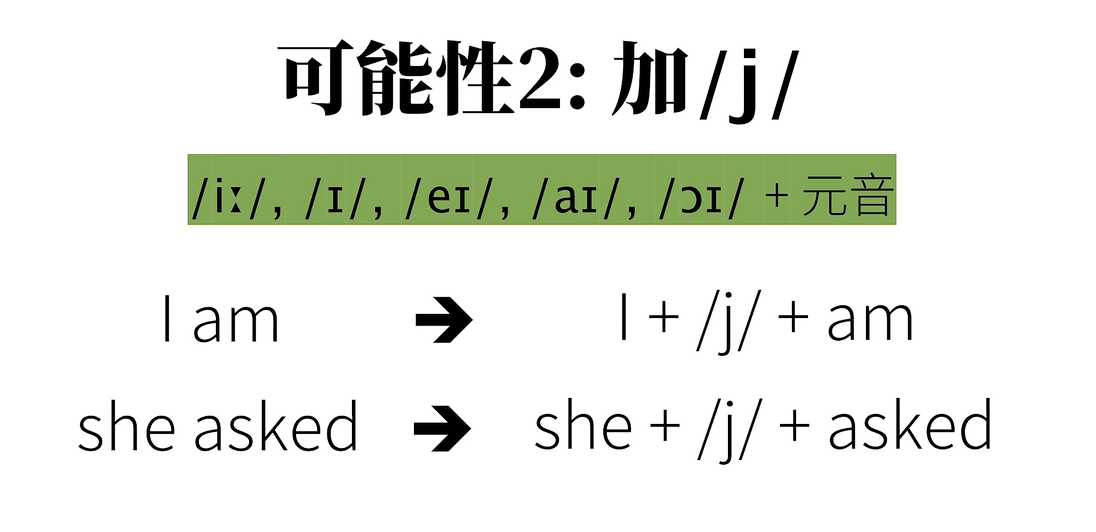 可能性2: 加/j/
/iː/, /ɪ/, /eɪ/, /aɪ/, /ɔɪ/ + 元音
I am ➔ I + /j/ + am
she asked ➔ she + /j/ + asked